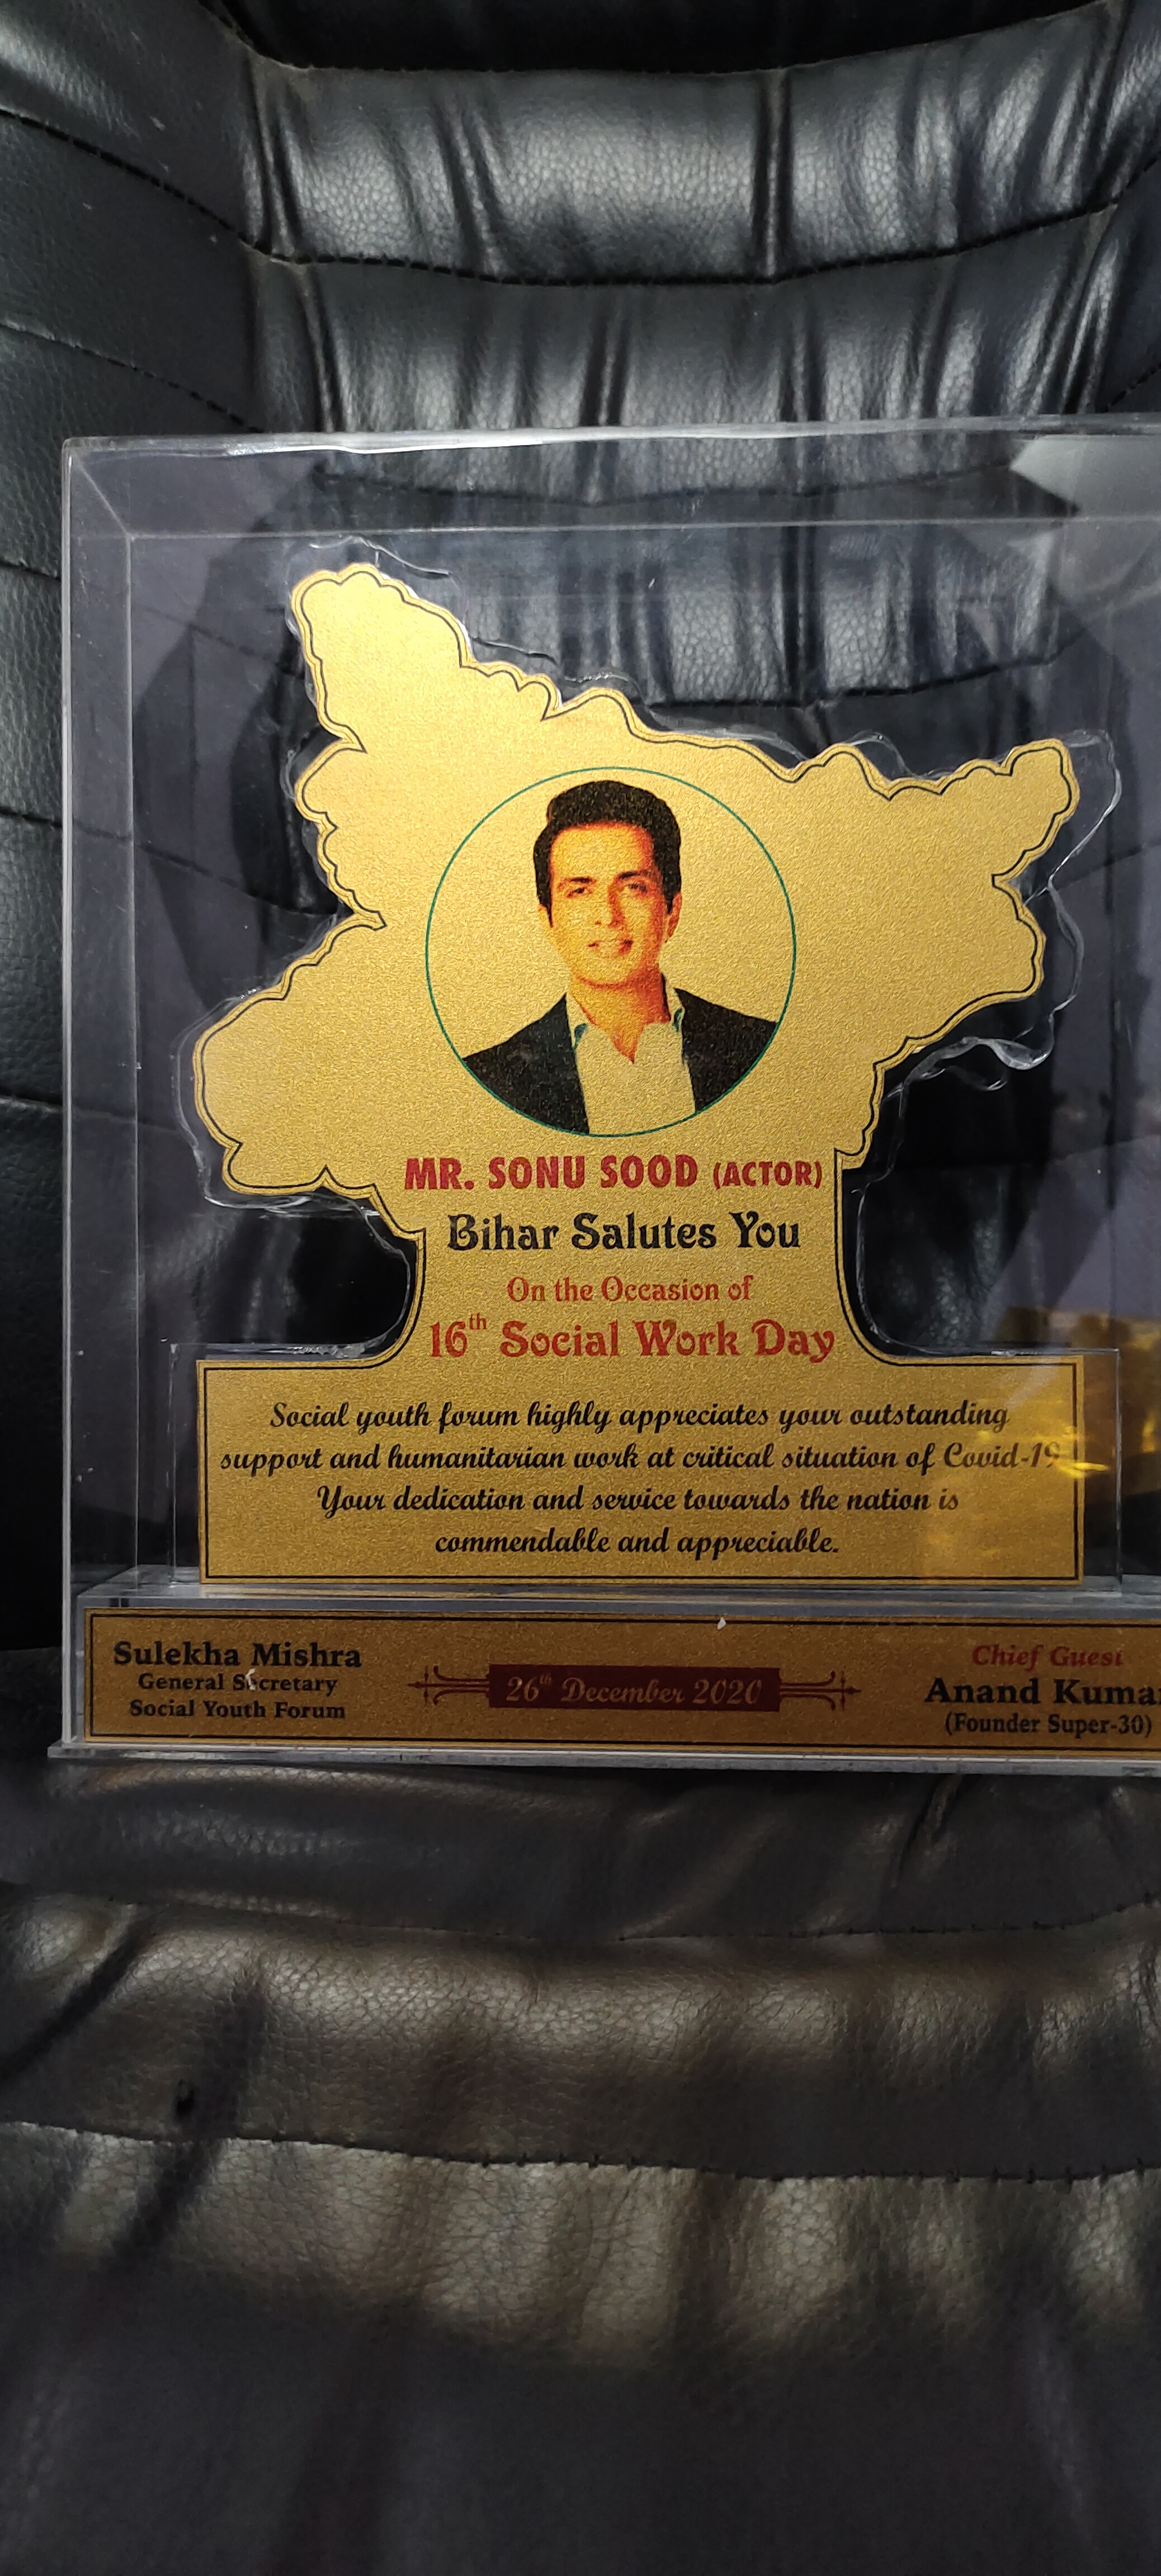 MR. SONU SOOD (ACTOR)
Bihar Salutes You
On the Occasion of
16th Social Work Day
Social youth forum highly appreciates your outstanding
support and humanitarian work at critical situation of Covid-19
Your dedication and service towards the nation is
commendable and appreciable.
Sulekha Mishra
General Secretary
Social Youth Forum
26th December 2020
Chief Guest
Anand Kumar
(Founder Super-30)